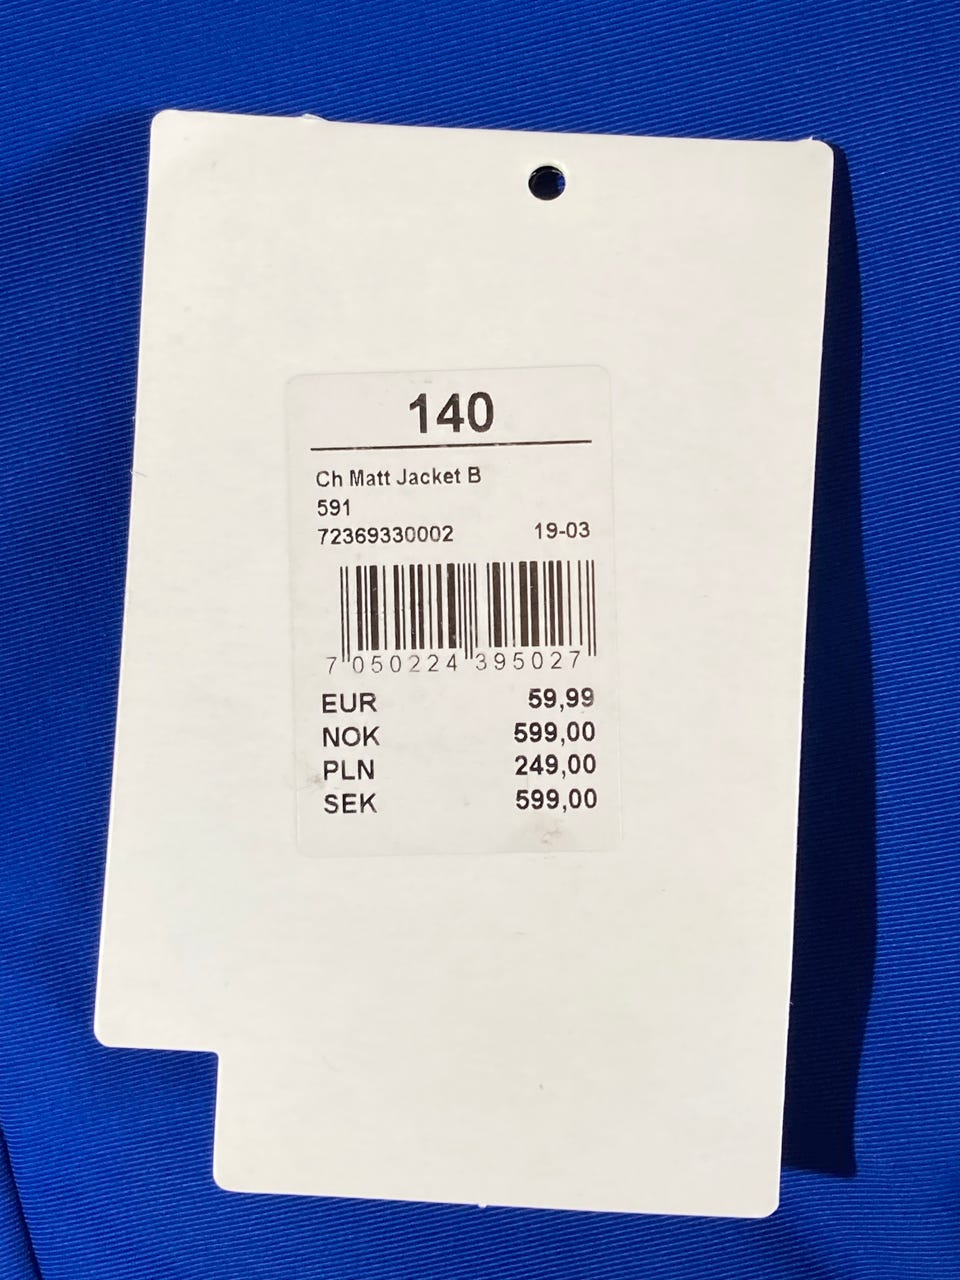 140
Ch Matt Jacket B
591
72369330002 19-03
7 050224 395027
EUR 59,99
NOK 599,00
PLN 249,00
SEK 599,00